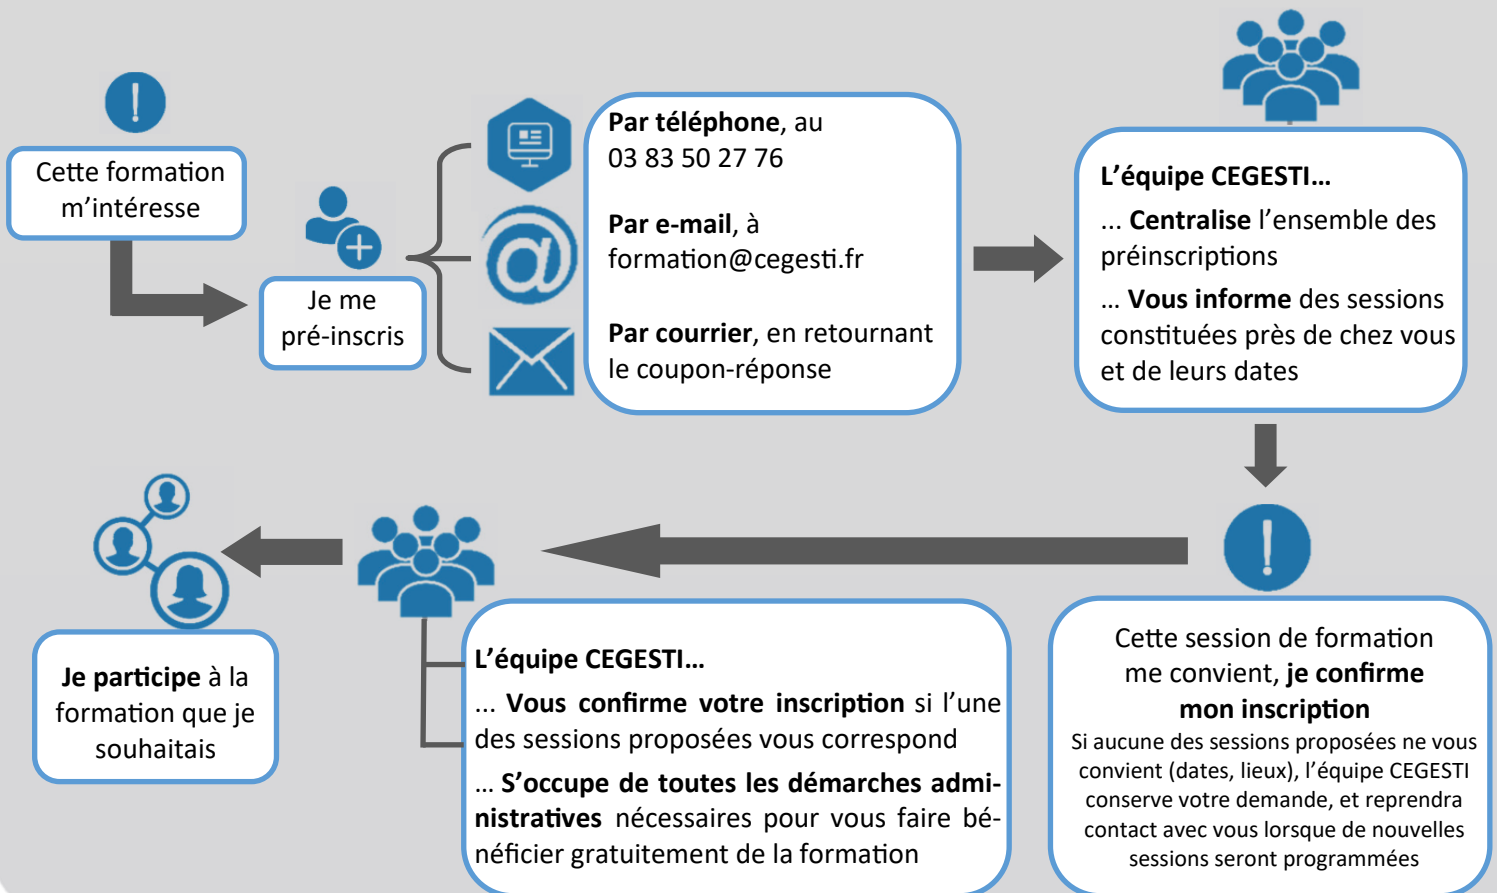 Cette formation
m'intéresse
Je me
pré-inscris
Par téléphone, au
03 83 50 27 76
Par e-mail, à
formation@cegesti.fr
Par courrier, en retournant
le coupon-réponse
L'équipe CEGESTI...
... Centralise l'ensemble des
préinscriptions
... Vous informe des sessions
constituées près de chez vous
et de leurs dates
Cette session de formation
me convient, je confirme
mon inscription
Si aucune des sessions proposées ne vous
convient (dates, lieux), l'équipe CEGESTI
conserve votre demande, et reprendra
contact avec vous lorsque de nouvelles
sessions seront programmées
L'équipe CEGESTI...
... Vous confirme votre inscription si l'une
des sessions proposées vous correspond
... S'occupe de toutes les démarches admi-
nistratives nécessaires pour vous faire bé-
néficier gratuitement de la formation
Je participe à la
formation que je
souhaitais